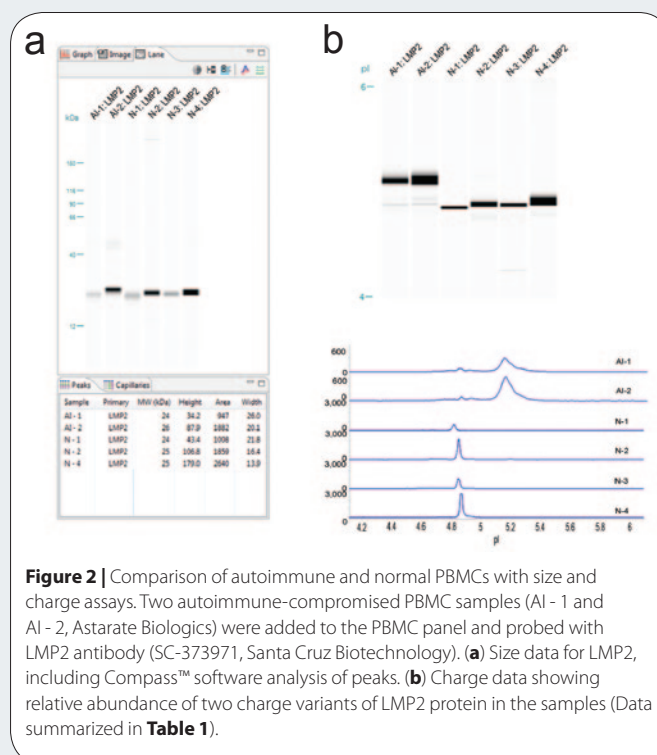 a
Graph Image Lane
AI-1: LMP2 AI-2: LMP2 N-1: LMP2 N-2: LMP2 N-3: LMP2 N-4: LMP2
kDa
180
116
90
66
40
12
Peaks Capillaries
Sample Primary MW (kDa) Height Area Width
AI - 1 LMP2 24 34.2 947 26.0
AI - 2 LMP2 26 87.9 1882 20.1
N - 1 LMP2 24 43.4 1008 21.8
N - 2 LMP2 25 106.8 1859 16.4
N - 4 LMP2 25 179.0 2640 13.9
b
AI-1: LMP2 AI-2: LMP2 N-1: LMP2 N-2: LMP2 N-3: LMP2 N-4: LMP2
pI
6
4
600
0
AI-1
600
0
AI-2
3,000
0
N-1
3,000
0
N-2
3,000
0
N-3
3,000
0
N-4
4.2 4.4 4.6 4.8 5 5.2 5.4 5.6 5.8 6
pI
Figure 2 | Comparison of autoimmune and normal PBMCs with size and
charge assays. Two autoimmune-compromised PBMC samples (AI - 1 and
AI - 2, Astarate Biologics) were added to the PBMC panel and probed with
LMP2 antibody (SC-373971, Santa Cruz Biotechnology). (a) Size data for LMP2,
including Compass™ software analysis of peaks. (b) Charge data showing
relative abundance of two charge variants of LMP2 protein in the samples (Data
summarized in Table 1).